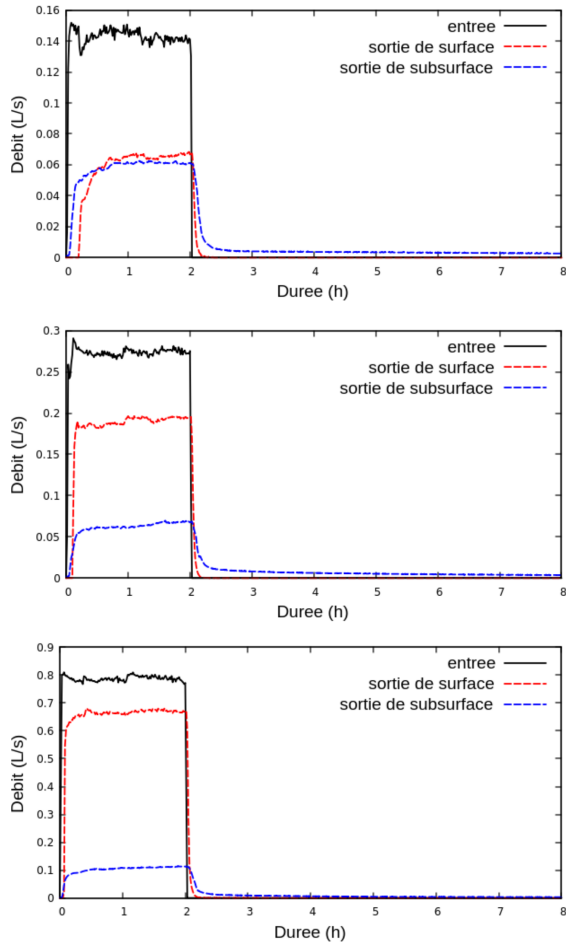 0.16
0.14
0.12
0.1
0.08
0.06
0.04
0.02
0
Debit (L/s)
entree
sortie de surface
sortie de subsurface
0 1 2 3 4 5 6 7 8
Duree (h)
0.3
0.25
0.2
0.15
0.1
0.05
0
Debit (L/s)
entree
sortie de surface
sortie de subsurface
0 1 2 3 4 5 6 7 8
Duree (h)
0.9
0.8
0.7
0.6
0.5
0.4
0.3
0.2
0.1
0
Debit (L/s)
entree
sortie de surface
sortie de subsurface
0 1 2 3 4 5 6 7 8
Duree (h)